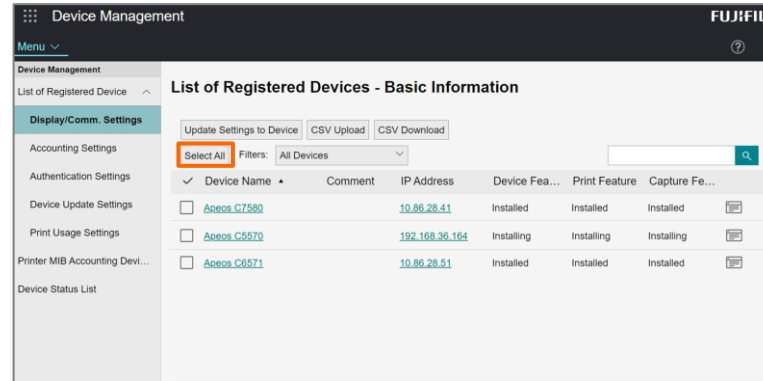 Device Management
FUJIFIL
Menu
Device Management
List of Registered Device
Display/Comm. Settings
Accounting Settings
Authentication Settings
Device Update Settings
Print Usage Settings
Printer MIB Accounting Devi...
Device Status List
List of Registered Devices - Basic Information
Update Settings to Device CSV Upload CSV Download
Select All Filters: All Devices
Device Name Comment IP Address Device Fea... Print Feature Capture Fe...
Apeos C7580 10.86.28.41 Installed Installed Installed
Apeos C5570 192.168.36.164 Installing Installing Installing
Apeos C6571 10.86.28.51 Installed Installed Installed